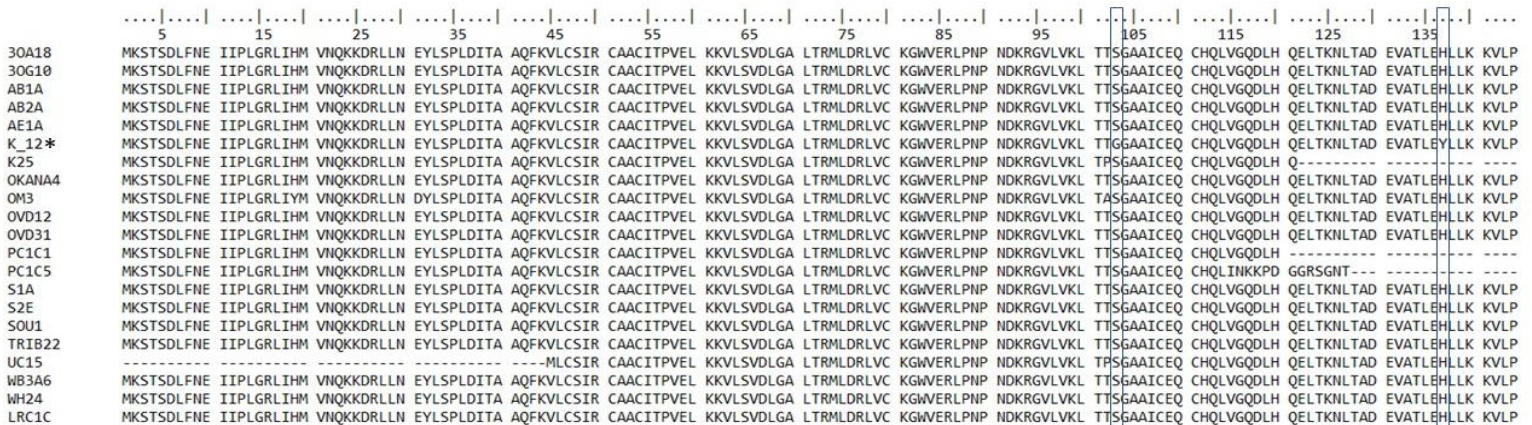 ....|....| ....|....| ....|....| ....|....| ....|....| ....|....| ....|....| ....|....| ....|....| ....|....| ....|....| ....|....| ....|....| ....|....| ....
5 15 25 35 45 55 65 75 85 95 105 115 125 135
3OA18 MKSTSDLFNE IIPLGRLIHM VNQKKDRLLN EYLSPLDITA AQFKVLCSIR CAACITPVEL KKVLSVDLGA LTRMLDRLVC KGWVERLPNP NDKRGVLVKL TTSGAAICEQ CHQLVGQDLH QELTKNLTAD EVATLEHLLK KVLP
3OG10 MKSTSDLFNE IIPLGRLIHM VNQKKDRLLN EYLSPLDITA AQFKVLCSIR CAACITPVEL KKVLSVDLGA LTRMLDRLVC KGWVERLPNP NDKRGVLVKL TTSGAAICEQ CHQLVGQDLH QELTKNLTAD EVATLEHLLK KVLP
AB1A MKSTSDLFNE IIPLGRLIHM VNQKKDRLLN EYLSPLDITA AQFKVLCSIR CAACITPVEL KKVLSVDLGA LTRMLDRLVC KGWVERLPNP NDKRGVLVKL TTSGAAICEQ CHQLVGQDLH QELTKNLTAD EVATLEHLLK KVLP
AB2A MKSTSDLFNE IIPLGRLIHM VNQKKDRLLN EYLSPLDITA AQFKVLCSIR CAACITPVEL KKVLSVDLGA LTRMLDRLVC KGWVERLPNP NDKRGVLVKL TTSGAAICEQ CHQLVGQDLH QELTKNLTAD EVATLEHLLK KVLP
AE1A MKSTSDLFNE IIPLGRLIHM VNQKKDRLLN EYLSPLDITA AQFKVLCSIR CAACITPVEL KKVLSVDLGA LTRMLDRLVC KGWVERLPNP NDKRGVLVKL TTSGAAICEQ CHQLVGQDLH QELTKNLTAD EVATLEHLLK KVLP
K_12* MKSTSDLFNE IIPLGRLIHM VNQKKDRLLN EYLSPLDITA AQFKVLCSIR CAACITPVEL KKVLSVDLGA LTRMLDRLVC KGWVERLPNP NDKRGVLVKL TTGGAAICEQ CHQLVGQDLH QELTKNLTAD EVATLEYLLK KVLP
K25 MKSTSDLFNE IIPLGRLIHM VNQKKDRLLN EYLSPLDITA AQFKVLCSIR CAACITPVEL KKVLSVDLGA LTRMLDRLVC KGWVERLPNP NDKRGVLVKL TPSGAAICEQ CHQLVGQDLH Q--------- ---------- ----
OKANA4 MKSTSDLFNE IIPLGRLIHM VNQKKDRLLN EYLSPLDITA AQFKVLCSIR CAACITPVEL KKVLSVDLGA LTRMLDRLVC KGWVERLPNP NDKRGVLVKL TTSGAAICEQ CHQLVGQDLH QELTKNLTAD EVATLEHLLK KVLP
OM3 MKSTSDLFNE IIPLGRLIYM VNQKKDRLLN DYLSPLDITA AQFKVLCSIR CAACITPVEL KKVLSVDLGA LTRMLDRLVC KGWVERLPNP NDKRGVLVKL TASGAAICEQ CHQLVGQDLH QELTKNLTAD EVATLEHLLK KVLP
OVD12 MKSTSDLFNE IIPLGRLIHM VNQKKDRLLN EYLSPLDITA AQFKVLCSIR CAACITPVEL KKVLSVDLGA LTRMLDRLVC KGWVERLPNP NDKRGVLVKL TTSGAAICEQ CHQLVGQDLH QELTKNLTAD EVATLEHLLK KVLP
OVD31 MKSTSDLFNE IIPLGRLIHM VNQKKDRLLN EYLSPLDITA AQFKVLCSIR CAACITPVEL KKVLSVDLGA LTRMLDRLVC KGWVERLPNP NDKRGVLVKL TTSGAAICEQ CHQLVGQDLH QELTKNLTAD EVATLEHLLK KVLP
PC1C1 MKSTSDLFNE IIPLGRLIHM VNQKKDRLLN EYLSPLDITA AQFKVLCSIR CAACITPVEL KKVLSVDLGA LTRMLDRLVC KGWVERLPNP NDKRGVLVKL TTSGAAICEQ CHQLVGQDLH ---------- ---------- ----
PC1C5 MKSTSDLFNE IIPLGRLIHM VNQKKDRLLN EYLSPLDITA AQFKVLCSIR CAACITPVEL KKVLSVDLGA LTRMLDRLVC KGWVERLPNP NDKRGVLVKL TTSGAAICEQ CHQLINKKPD GGRSGNT--- ---------- ----
S1A MKSTSDLFNE IIPLGRLIHM VNQKKDRLLN EYLSPLDITA AQFKVLCSIR CAACITPVEL KKVLSVDLGA LTRMLDRLVC KGWVERLPNP NDKRGVLVKL TTSGAAICEQ CHQLVGQDLH QELTKNLTAD EVATLEHLLK KVLP
S2E MKSTSDLFNE IIPLGRLIHM VNQKKDRLLN EYLSPLDITA AQFKVLCSIR CAACITPVEL KKVLSVDLGA LTRMLDRLVC KGWVERLPNP NDKRGVLVKL TTSGAAICEQ CHQLVGQDLH QELTKNLTAD EVATLEHLLK KVLP
SOU1 MKSTSDLFNE IIPLGRLIHM VNQKKDRLLN EYLSPLDITA AQFKVLCSIR CAACITPVEL KKVLSVDLGA LTRMLDRLVC KGWVERLPNP NDKRGVLVKL TTSGAAICEQ CHQLVGQDLH QELTKNLTAD EVATLEHLLK KVLP
TRIB22 MKSTSDLFNE IIPLGRLIHM VNQKKDRLLN EYLSPLDITA AQFKVLCSIR CAACITPVEL KKVLSVDLGA LTRMLDRLVC KGWVERLPNP NDKRGVLVKL TTSGAAICEQ CHQLVGQDLH QELTKNLTAD EVATLEHLLK KVLP
UC15 ---------- ---------- ---------- ---------- ----MLCSIR CAACITPVEL KKVLSVDLGA LTRMLDRLVC KGWVERLPNP NDKRGVLVKL TPSGAAICEQ CHQLVGQDLH QELTKNLTAD EVATLEHLLK KVLP
WB3A6 MKSTSDLFNE IIPLGRLIHM VNQKKDRLLN EYLSPLDITA AQFKVLCSIR CAACITPVEL KKVLSVDLGA LTRMLDRLVC KGWVERLPNP NDKRGVLVKL TTSGAAICEQ CHQLVGQDLH QELTKNLTAD EVATLEHLLK KVLP
WH24 MKSTSDLFNE IIPLGRLIHM VNQKKDRLLN EYLSPLDITA AQFKVLCSIR CAACITPVEL KKVLSVDLGA LTRMLDRLVC KGWVERLPNP NDKRGVLVKL TTSGAAICEQ CHQLVGQDLH QELTKNLTAD EVATLEHLLK KVLP
LRC1C MKSTSDLFNE IIPLGRLIHM VNQKKDRLLN EYLSPLDITA AQFKVLCSIR CAACITPVEL KKVLSVDLGA LTRMLDRLVC KGWVERLPNP NDKRGVLVKL TTSGAAICEQ CHQLVGQDLH QELTKNLTAD EVATLEHLLK KVLP